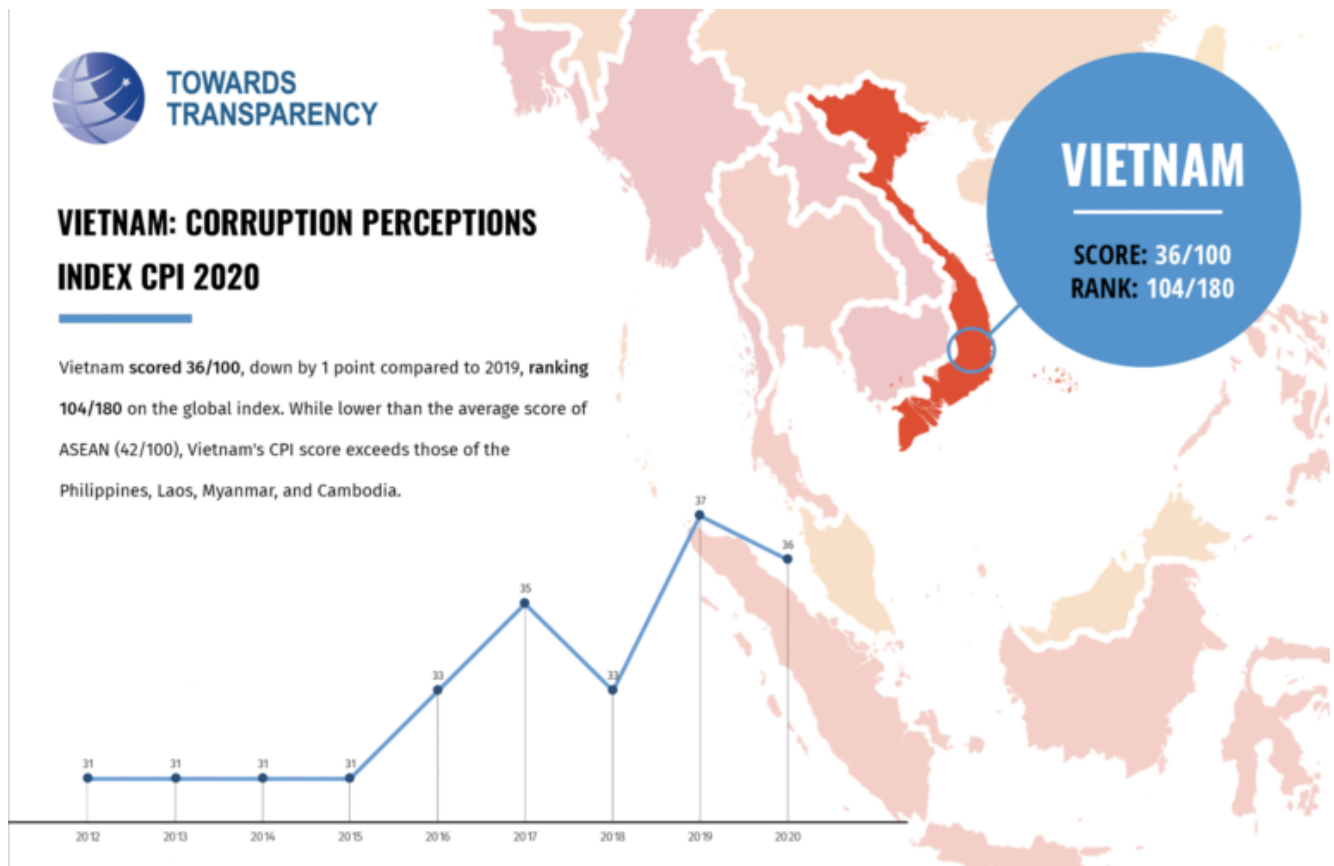 TOWARDS
TRANSPARENCY
VIETNAM: CORRUPTION PERCEPTIONS
INDEX CPI 2020
Vietnam scored 36/100, down by 1 point compared to 2019, ranking
104/180 on the global index. While lower than the average score of
ASEAN (42/100), Vietnam's CPI score exceeds those of the
Philippines, Laos, Myanmar, and Cambodia.
VIETNAM
SCORE: 36/100
RANK: 104/180
31
31
31
31
33
35
33
37
36
2012
2013
2014
2015
2016
2017
2018
2019
2020